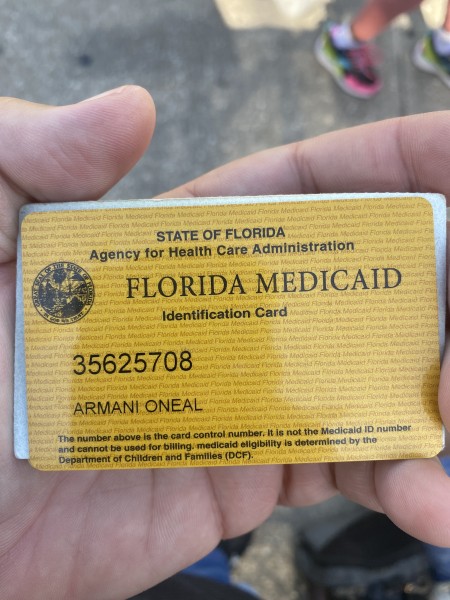 STATE OF FLORIDA
Agency for Health Care Administration
FLORIDA MEDICAID
Identification Card
35625708
ARMANI ONEAL
The number above is the card control number. It is not the Medicaid ID number
and cannot be used for billing. medicaid eligibility is determined by the
Department of Children and Families (DCF).